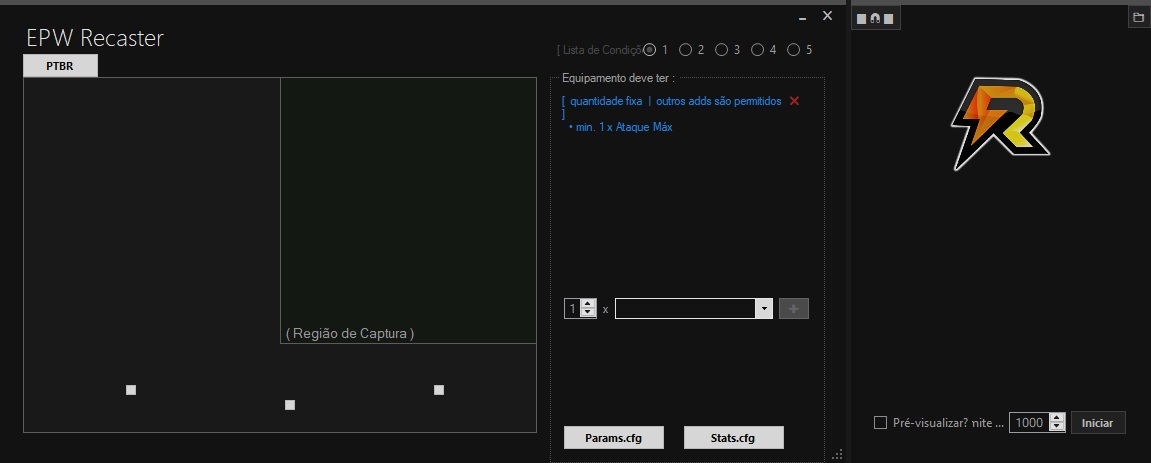 EPW Recaster
PTBR
[ Lista de Condiçõ
1 2 3 4 5
Equipamento deve ter :
[ quantidade fixa | outros adds são permitidos
]
• min. 1 x Ataque Máx
( Região de Captura )
1 x
Params.cfg
Stats.cfg
Pré-visualizar? nite ...
1000
Iniciar